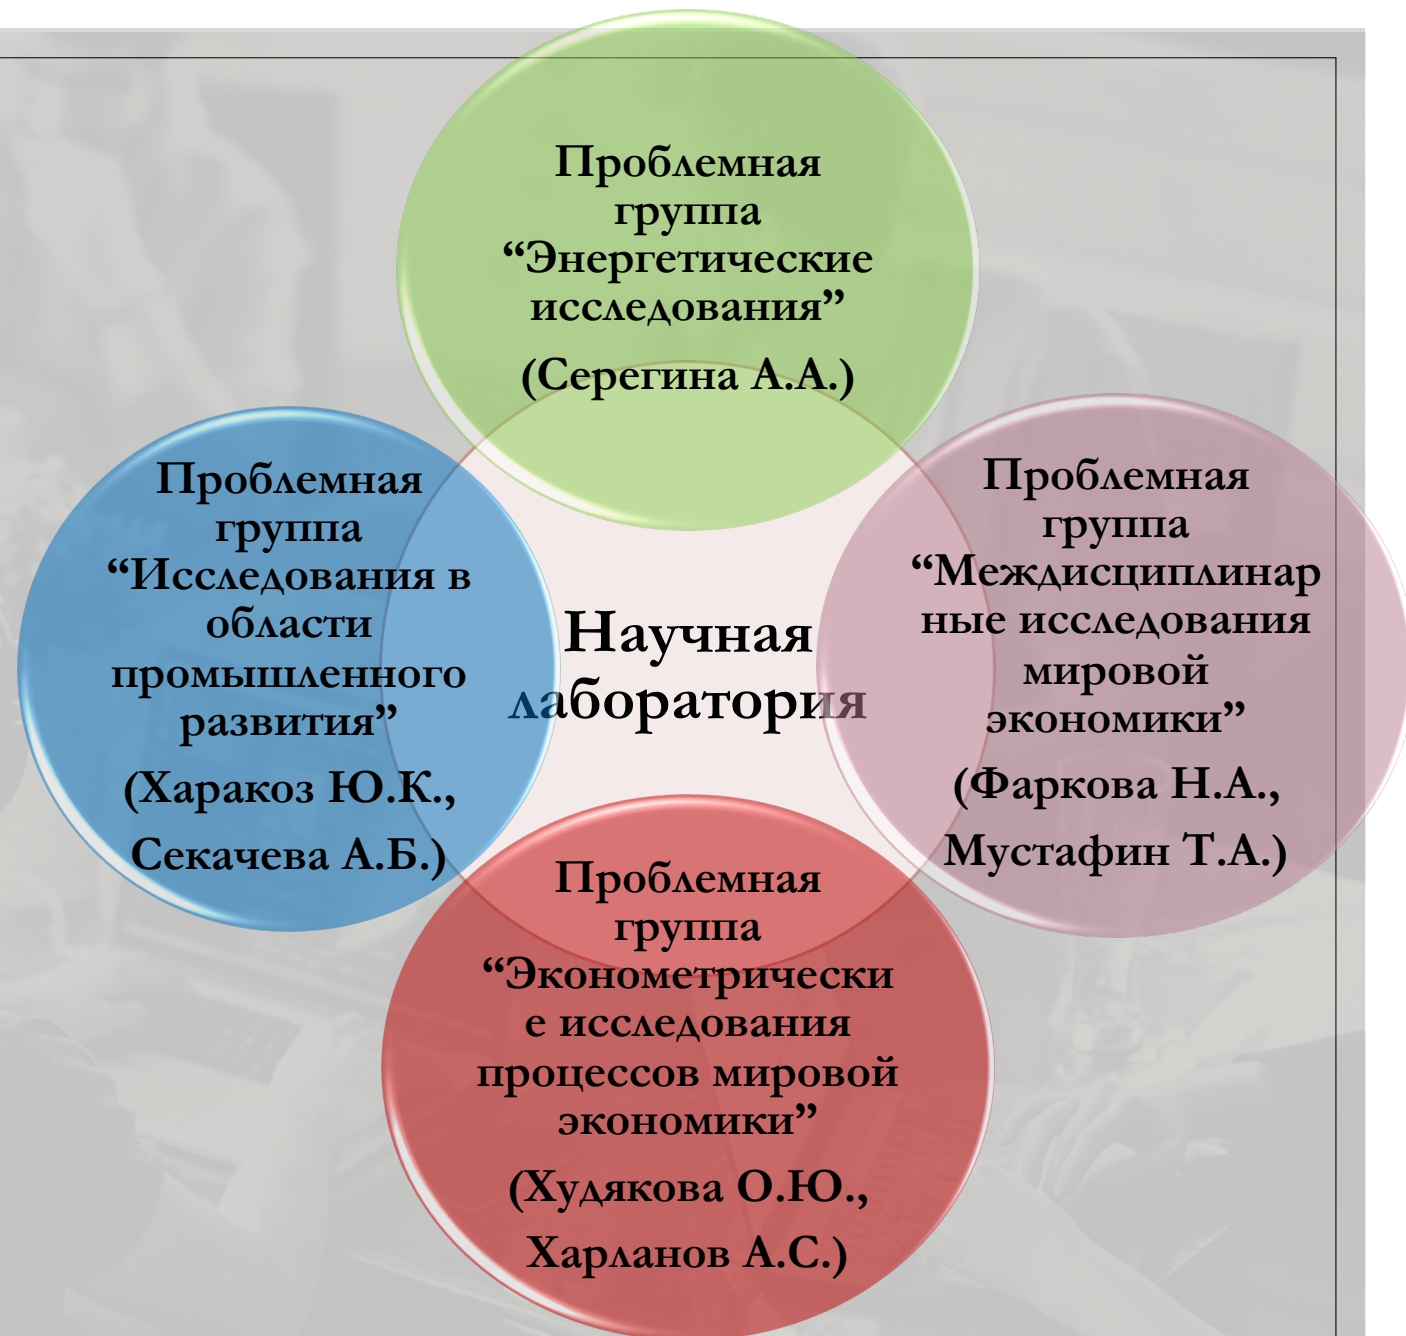 Проблемная
группа
“Энергетические
исследования”
(Серегина А.А.)
Проблемная
группа
“Исследования в
области
промышленного
развития”
(Харакоз Ю.К.,
Секачева А.Б.)
Научная
лаборатория
Проблемная
группа
“Междисциплинар
ные исследования
мировой
экономики”
(Фаркова Н.А.,
Мустафин Т.А.)
Проблемная
группа
“Эконометрически
е исследования
процессов мировой
экономики”
(Худякова О.Ю.,
Харланов А.С.)